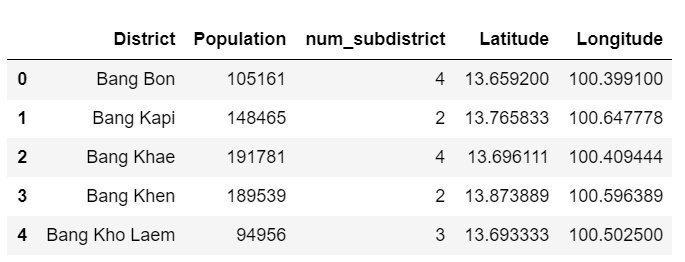 District Population num_subdistrict Latitude Longitude
0 Bang Bon 105161 4 13.659200 100.399100
1 Bang Kapi 148465 2 13.765833 100.647778
2 Bang Khae 191781 4 13.696111 100.409444
3 Bang Khen 189539 2 13.873889 100.596389
4 Bang Kho Laem 94956 3 13.693333 100.502500